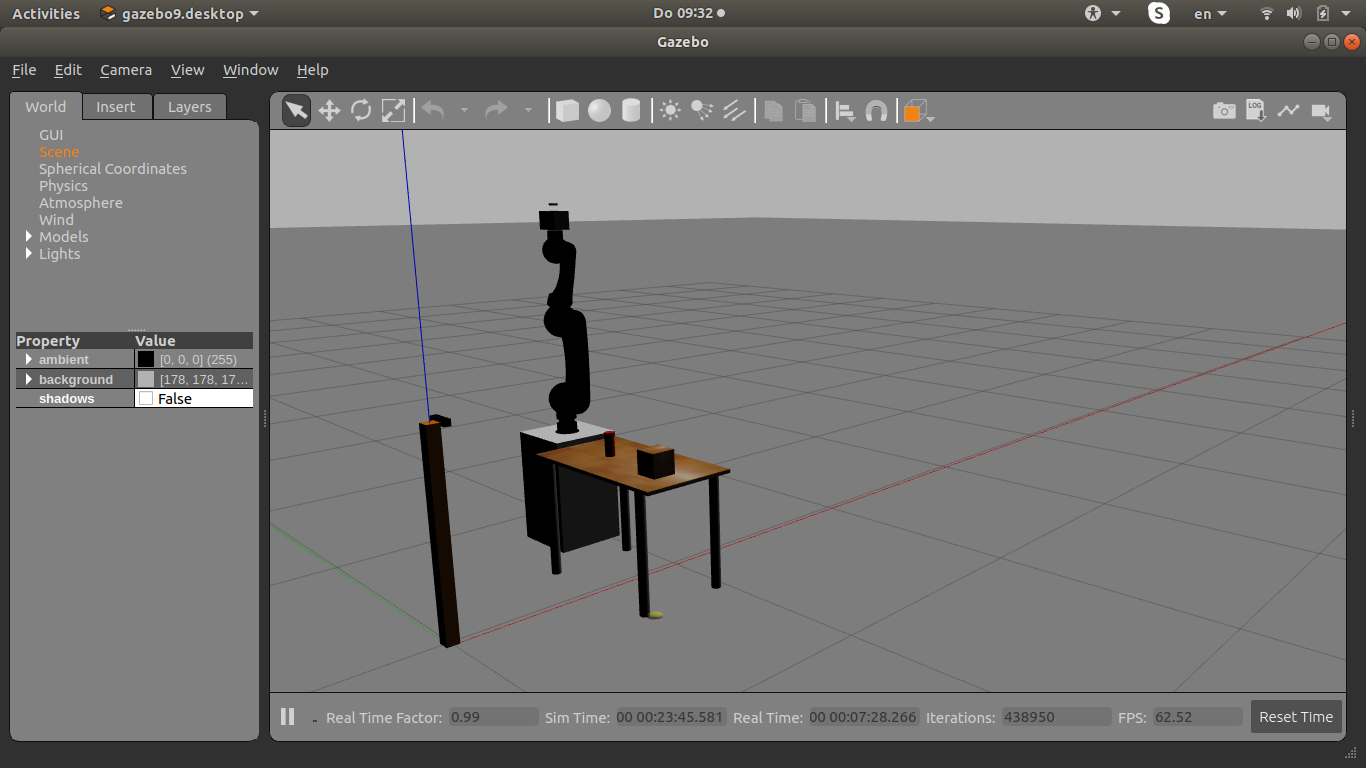 Activities gazebo9.desktop Do 09:32 en
Gazebo
File Edit Camera View Window Help
World Insert Layers
GUI
Scene
Spherical Coordinates
Physics
Atmosphere
Wind
Models
Lights
Property Value
ambient [0, 0, 0] (255)
background [178, 178, 17...
shadows False
LOG
Real Time Factor: 0.99 Sim Time: 00 00:23:45.581 Real Time: 00 00:07:28.266 Iterations: 438950 FPS: 62.52 Reset Time